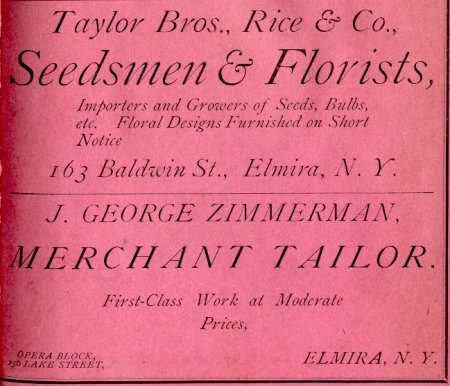 Taylor Bros., Rice & Co.,
Seedsmen & Florists,
Importers and Growers of Seeds, Bulbs,
etc. Floral Designs Furnished on Short
Notice
163 Baldwin St., Elmira, N. Y.
J. GEORGE ZIMMERMAN,
MERCHANT TAILOR.
First-Class Work at Moderate
Prices,
OPERA BLOCK,
156 LAKE STREET,
ELMIRA, N. Y.